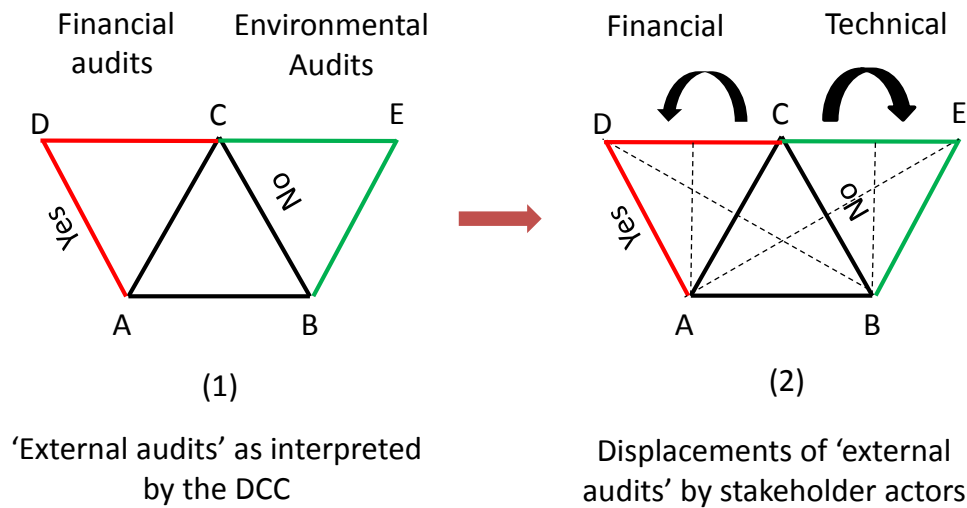 Financial
audits
Environmental
Audits
D
C
E
Yes
No
A
B
(1)
‘External audits’ as interpreted
by the DCC
Financial
Technical
D
C
E
Yes
No
A
B
(2)
Displacements of ‘external
audits’ by stakeholder actors